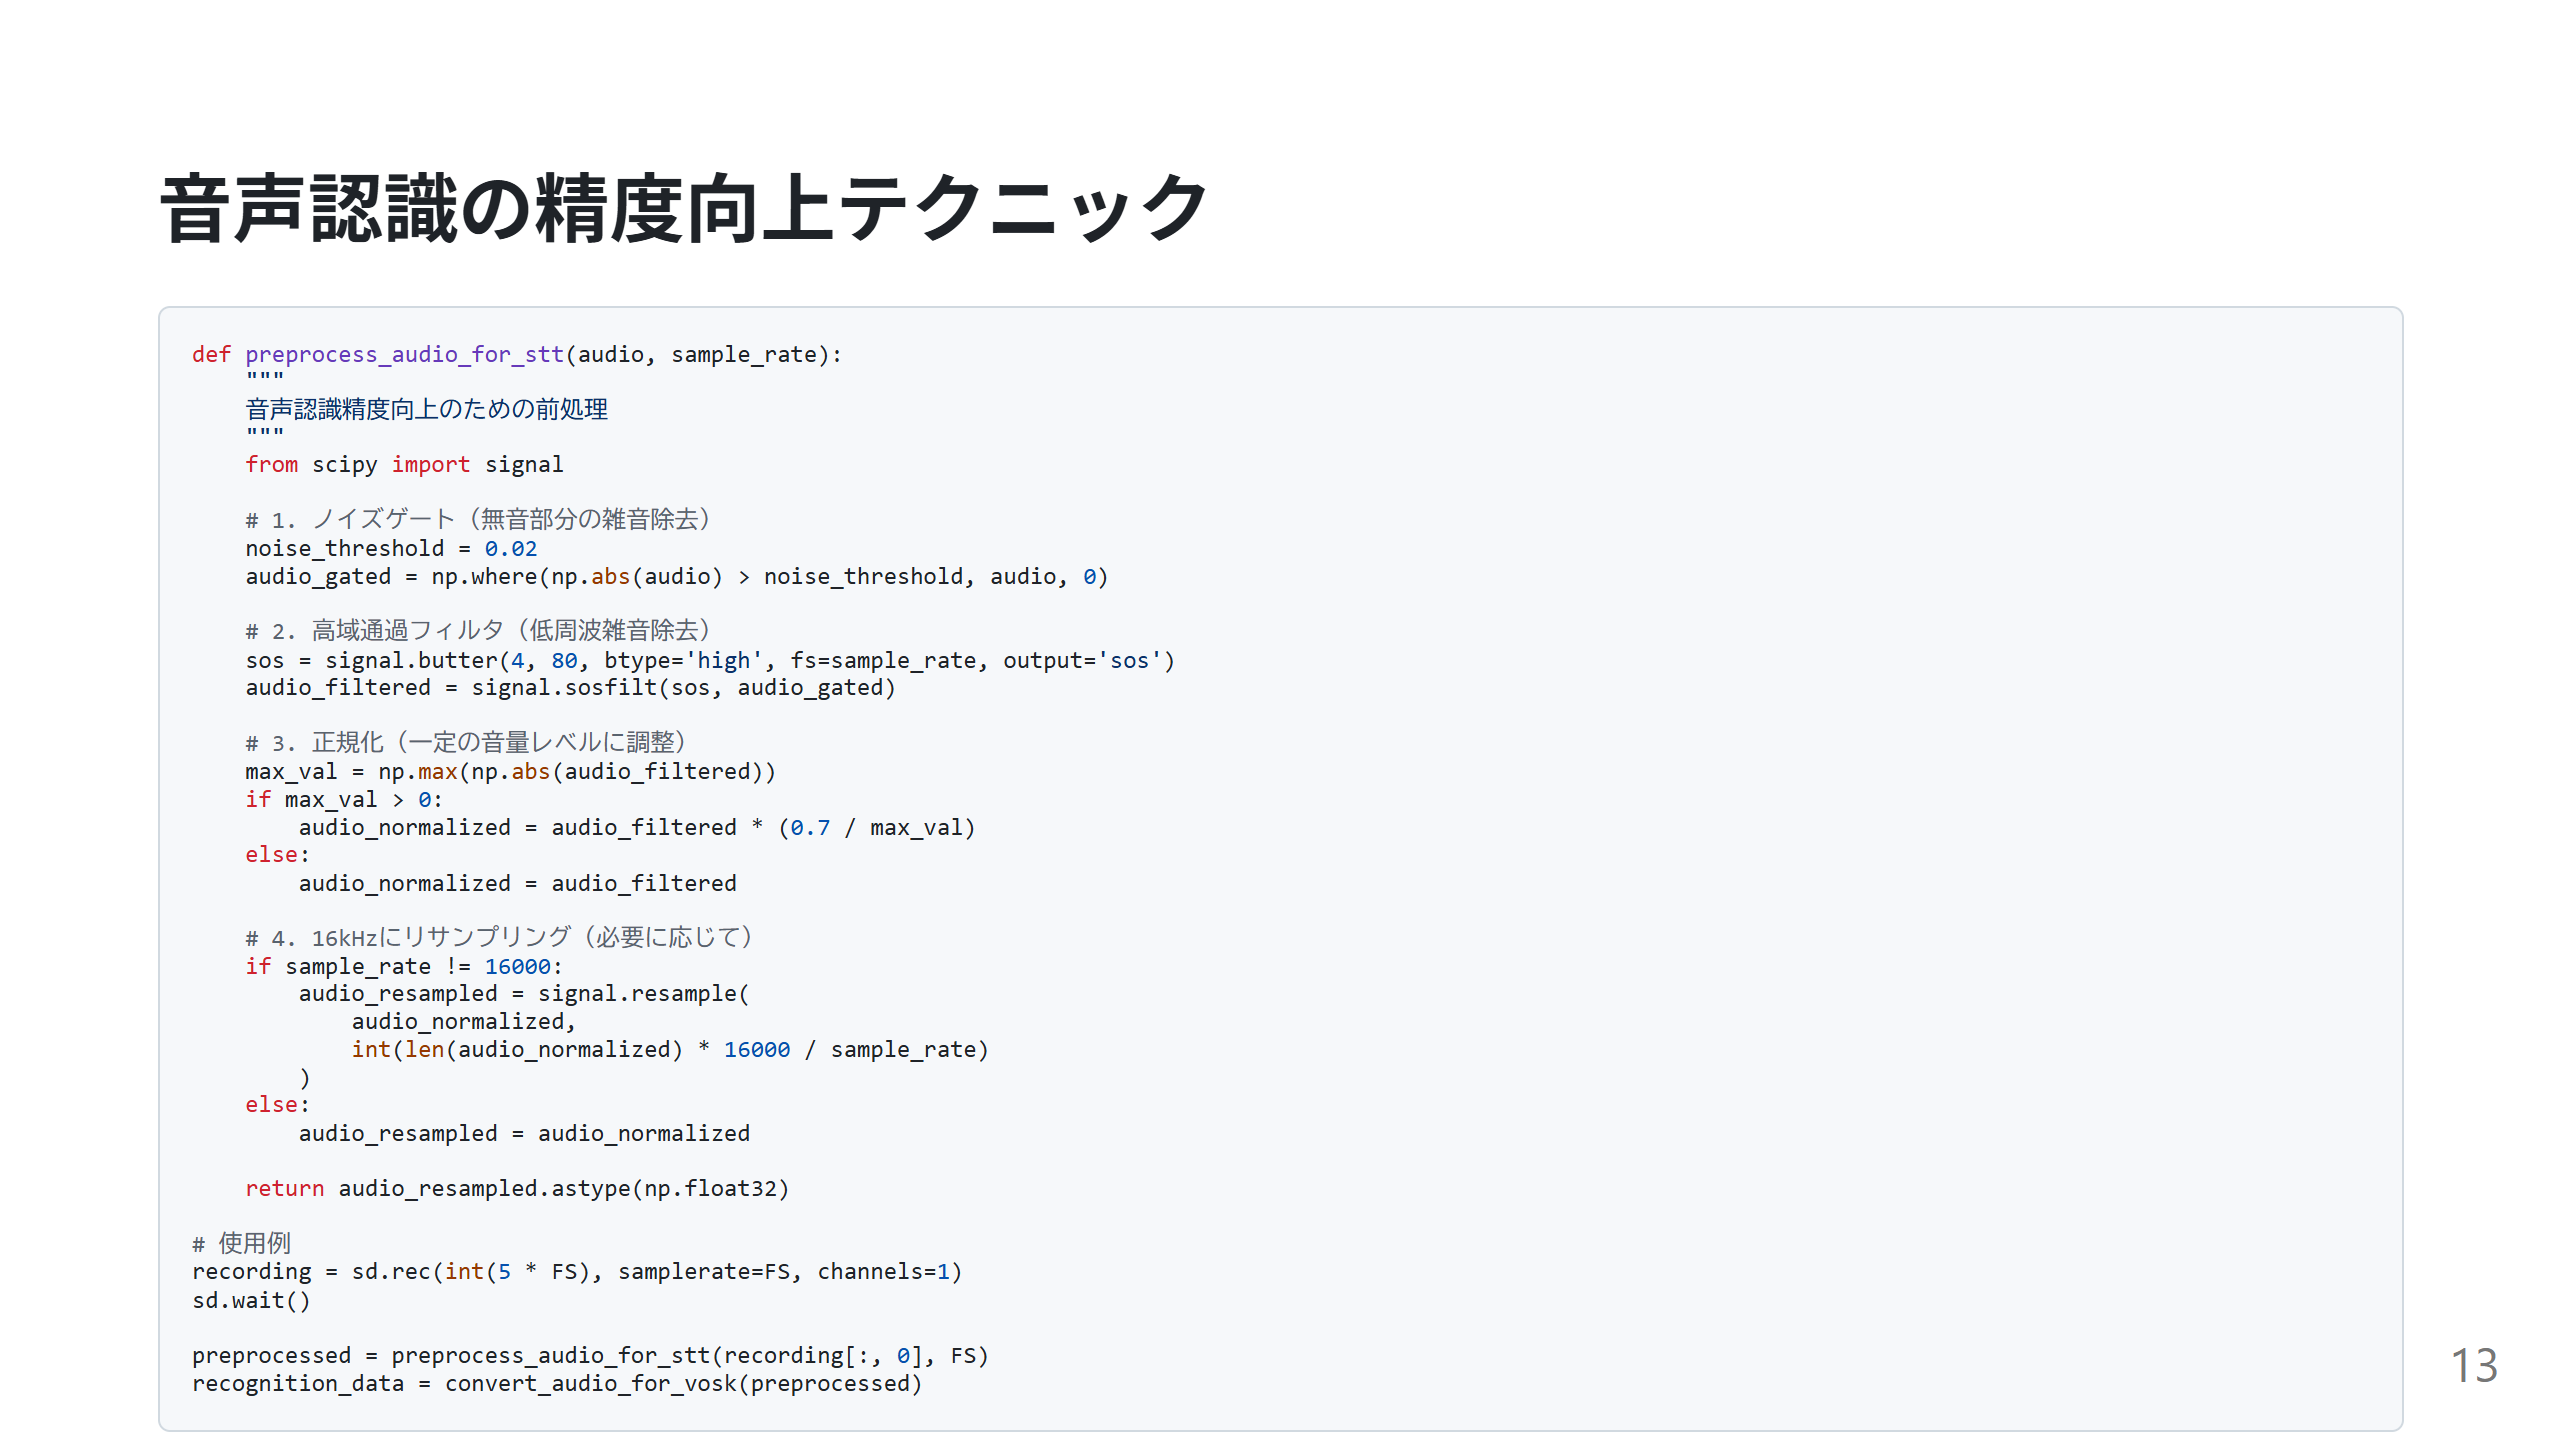 音声認識の精度向上テクニック
def preprocess_audio_for_stt(audio, sample_rate):
    """
    音声認識精度向上のための前処理
    """
    from scipy import signal

    # 1. ノイズゲート（無音部分の雑音除去）
    noise_threshold = 0.02
    audio_gated = np.where(np.abs(audio) > noise_threshold, audio, 0)

    # 2. 高域通過フィルタ（低周波雑音除去）
    sos = signal.butter(4, 80, btype='high', fs=sample_rate, output='sos')
    audio_filtered = signal.sosfilt(sos, audio_gated)

    # 3. 正規化（一定の音量レベルに調整）
    max_val = np.max(np.abs(audio_filtered))
    if max_val > 0:
        audio_normalized = audio_filtered * (0.7 / max_val)
    else:
        audio_normalized = audio_filtered

    # 4. 16kHzにリサンプリング（必要に応じて）
    if sample_rate != 16000:
        audio_resampled = signal.resample(
            audio_normalized,
            int(len(audio_normalized) * 16000 / sample_rate)
        )
    else:
        audio_resampled = audio_normalized

    return audio_resampled.astype(np.float32)

# 使用例
recording = sd.rec(int(5 * FS), samplerate=FS, channels=1)
sd.wait()

preprocessed = preprocess_audio_for_stt(recording[:, 0], FS)
recognition_data = convert_audio_for_vosk(preprocessed)
13